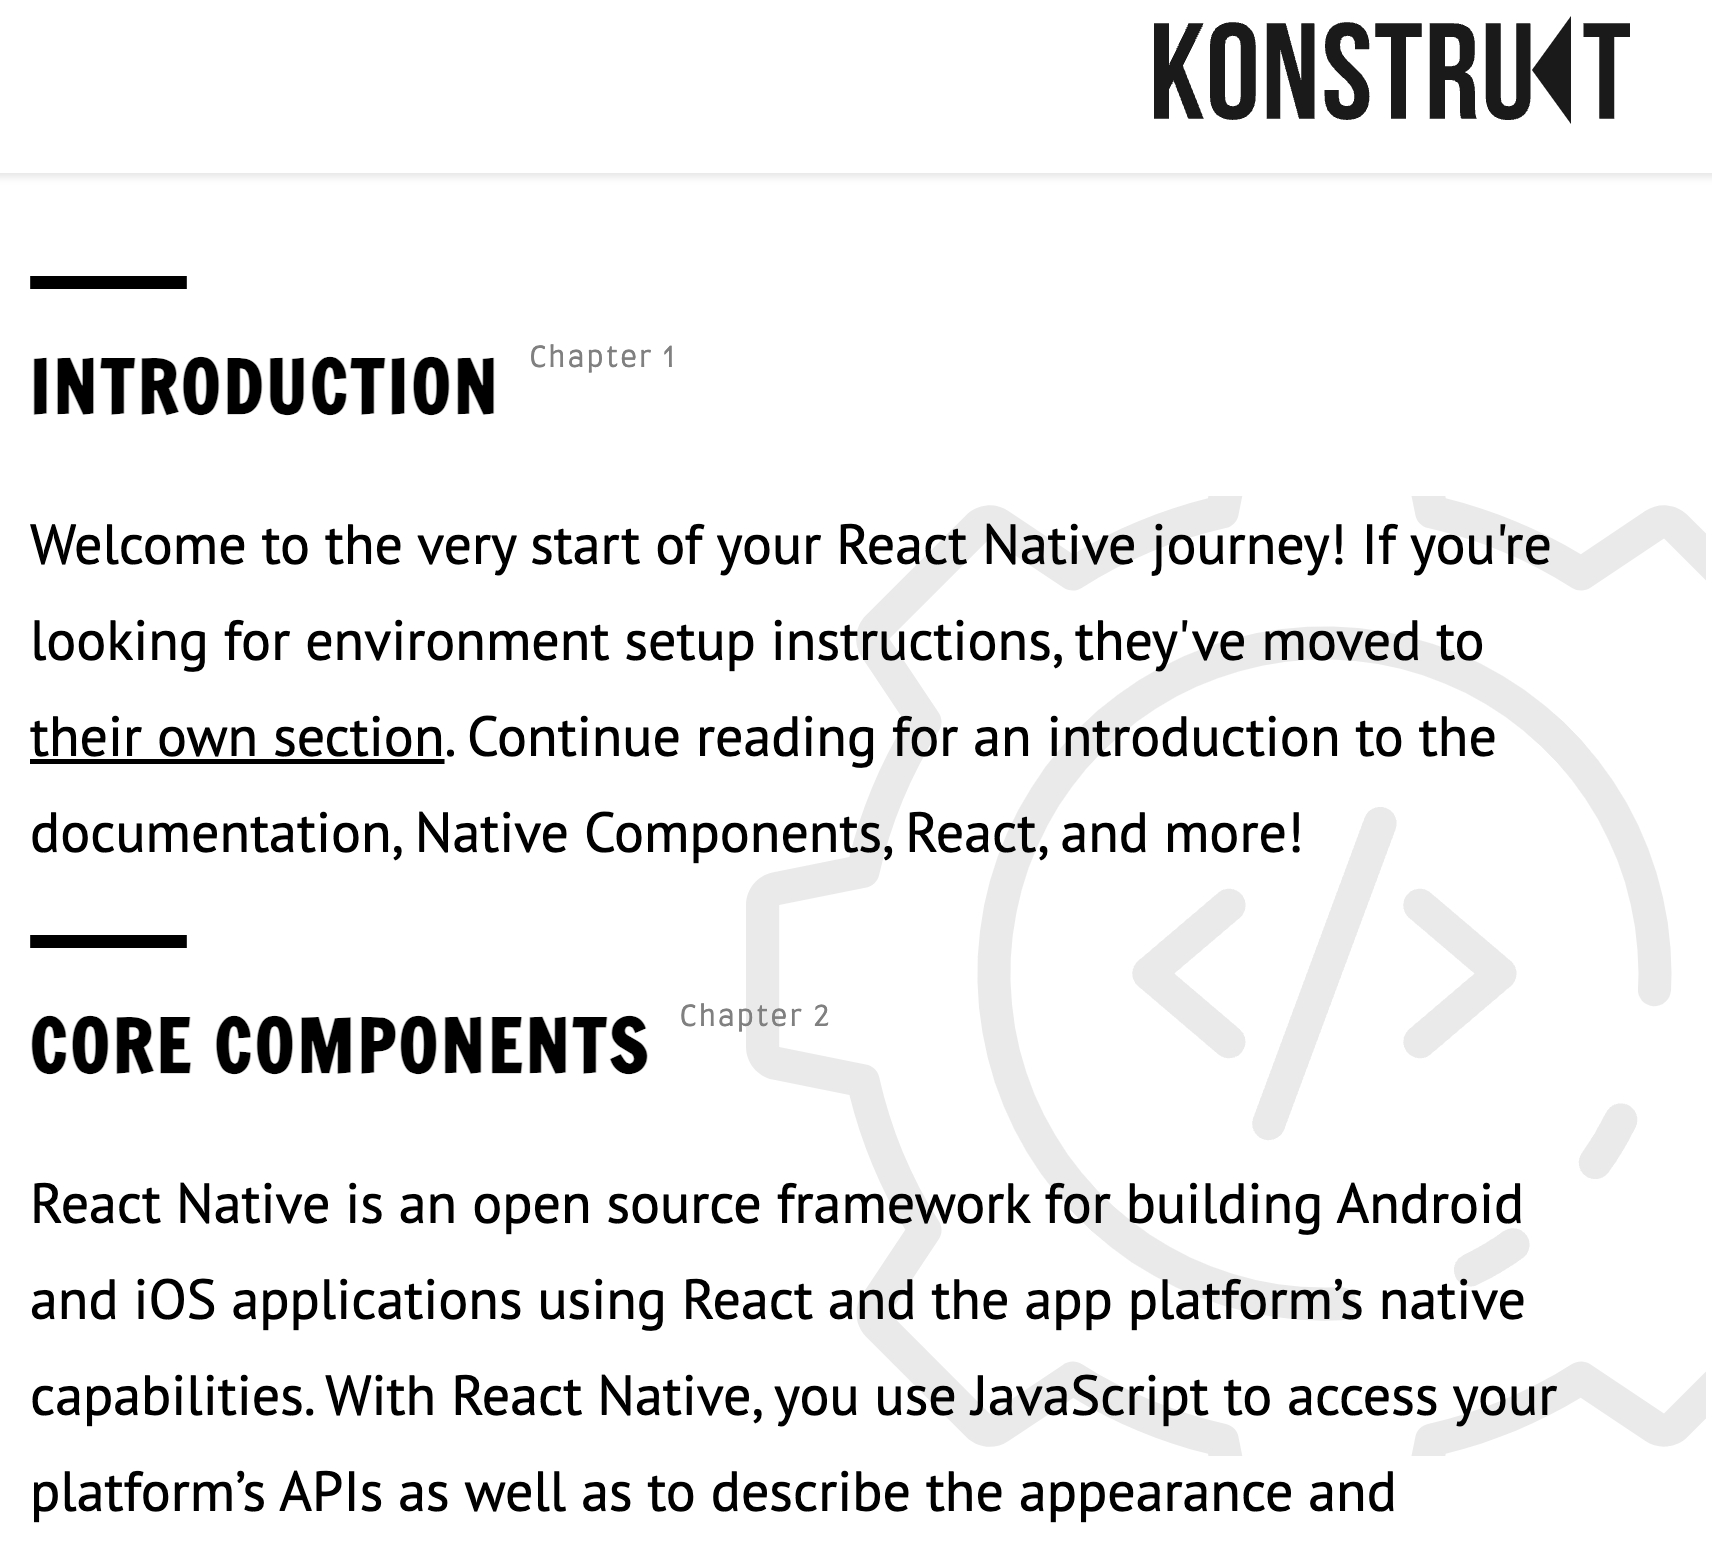 KONSTRUKT
INTRODUCTION Chapter 1
Welcome to the very start of your React Native journey! If you're
looking for environment setup instructions, they've moved to
their own section. Continue reading for an introduction to the
documentation, Native Components, React, and more!
CORE COMPONENTS Chapter 2
React Native is an open source framework for building Android
and iOS applications using React and the app platform’s native
capabilities. With React Native, you use JavaScript to access your
platform’s APIs as well as to describe the appearance and